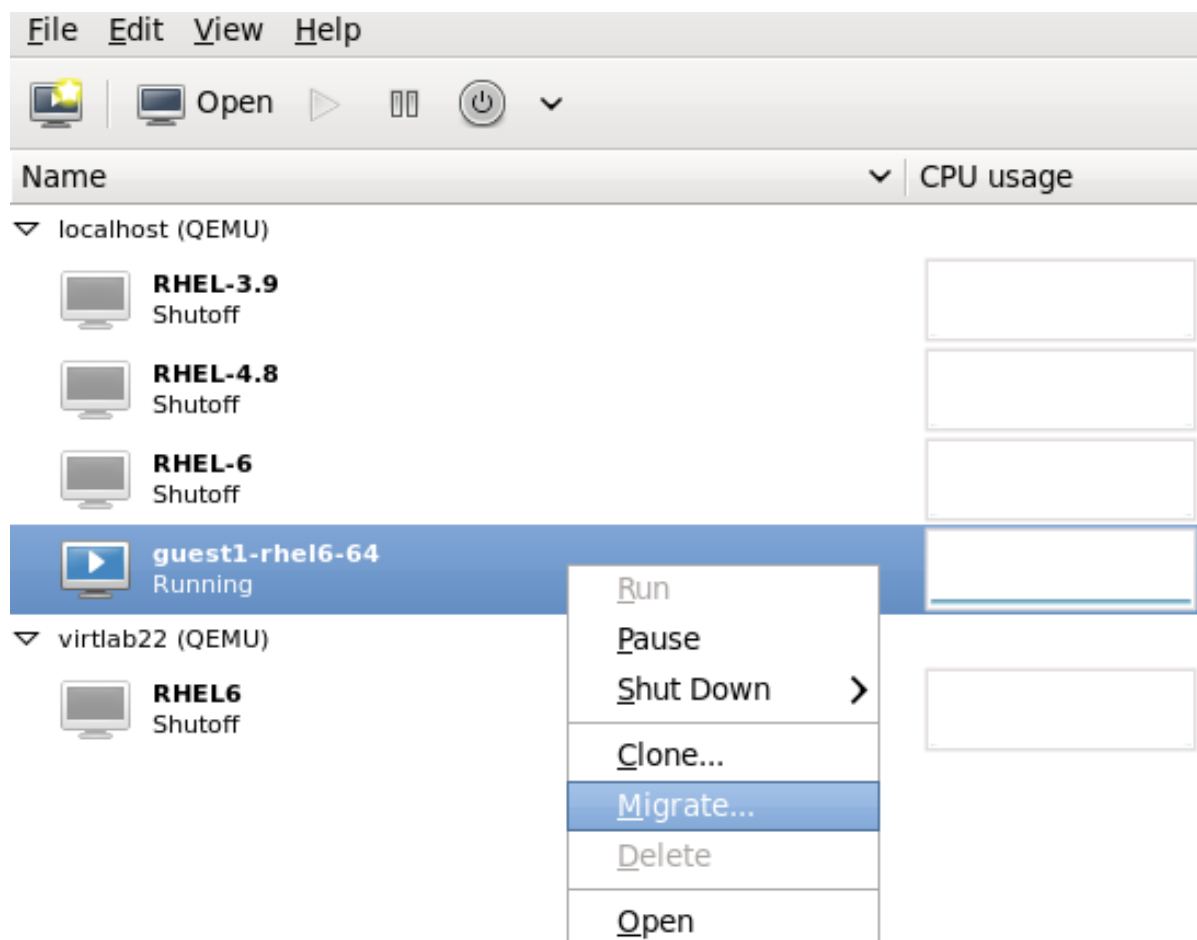 File Edit View Help
Open
Name CPU usage
localhost (QEMU)
RHEL-3.9
Shutoff
RHEL-4.8
Shutoff
RHEL-6
Shutoff
guest1-rhel6-64
Running
Run
Pause
Shut Down
Clone...
Migrate...
Delete
Open
virtlab22 (QEMU)
RHEL6
Shutoff